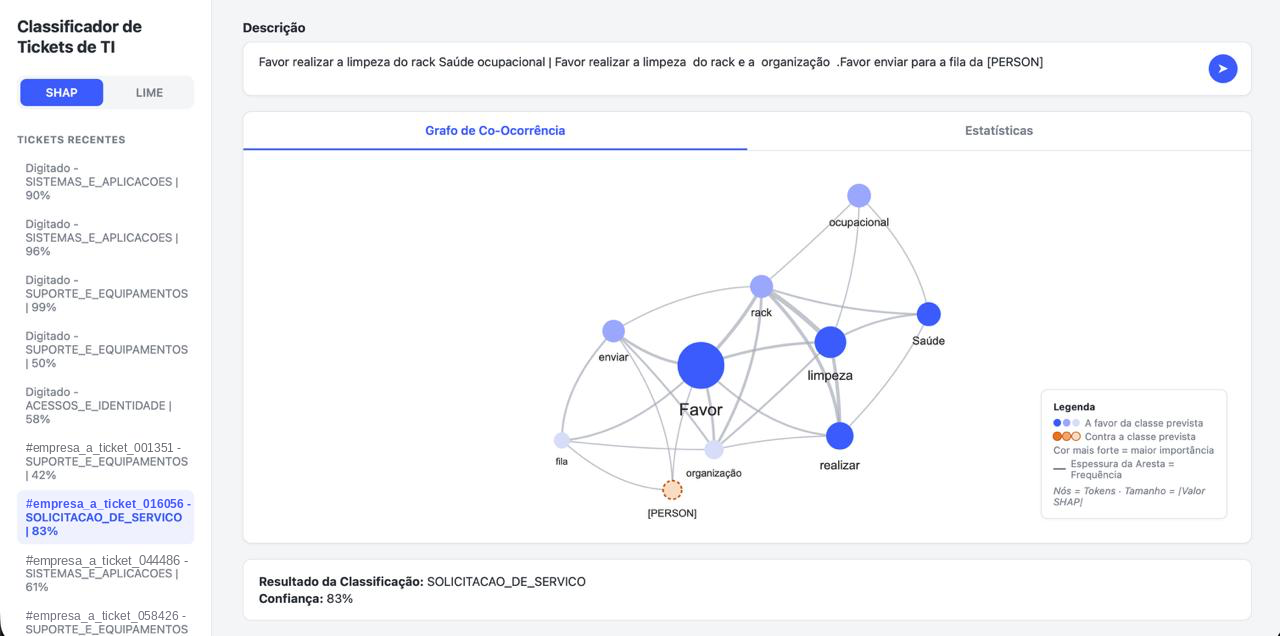 Classificador de
Tickets de TI
SHAP
LIME
TICKETS RECENTES
Digitado -
SISTEMAS_E_APLICACOES |
90%
Digitado -
SISTEMAS_E_APLICACOES |
96%
Digitado -
SUPORTE_E_EQUIPAMENTOS
| 99%
Digitado -
SUPORTE_E_EQUIPAMENTOS
| 50%
Digitado -
ACESSOS_E_IDENTIDADE |
58%
#empresa_a_ticket_001351 -
SUPORTE_E_EQUIPAMENTOS
| 42%
#empresa_a_ticket_016056 -
SOLICITACAO_DE_SERVICO
| 83%
#empresa_a_ticket_044486 -
SISTEMAS_E_APLICACOES |
61%
#empresa_a_ticket_058426 -
SUPORTE_E_EQUIPAMENTOS
Descrição
Favor realizar a limpeza do rack Saúde ocupacional | Favor realizar a limpeza  do rack e a  organização  .Favor enviar para a fila da [PERSON]
➤
Grafo de Co-Ocorrência
Estatísticas
ocupacional
rack
Saúde
enviar
limpeza
Favor
fila
organização
realizar
[PERSON]
Legenda
A favor da classe prevista
Contra a classe prevista
Cor mais forte = maior importância
Espessura da Aresta =
Frequência
Nós = Tokens · Tamanho = |Valor
SHAP|
Resultado da Classificação: SOLICITACAO_DE_SERVICO
Confiança: 83%